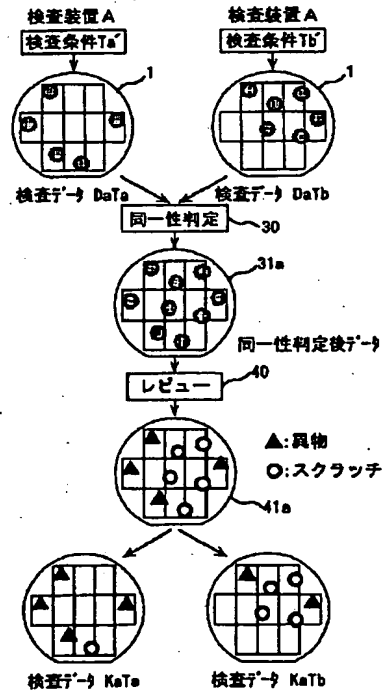 検査装置A 検査装置A
検査条件Ta' 検査条件Tb'
1 1
検査データ DaTa 検査データ DaTb
同一性判定 30
31a
同一性判定後データ
レビュー 40
▲:異物
○:スクラッチ
41a
検査データ KaTa 検査データ KaTb